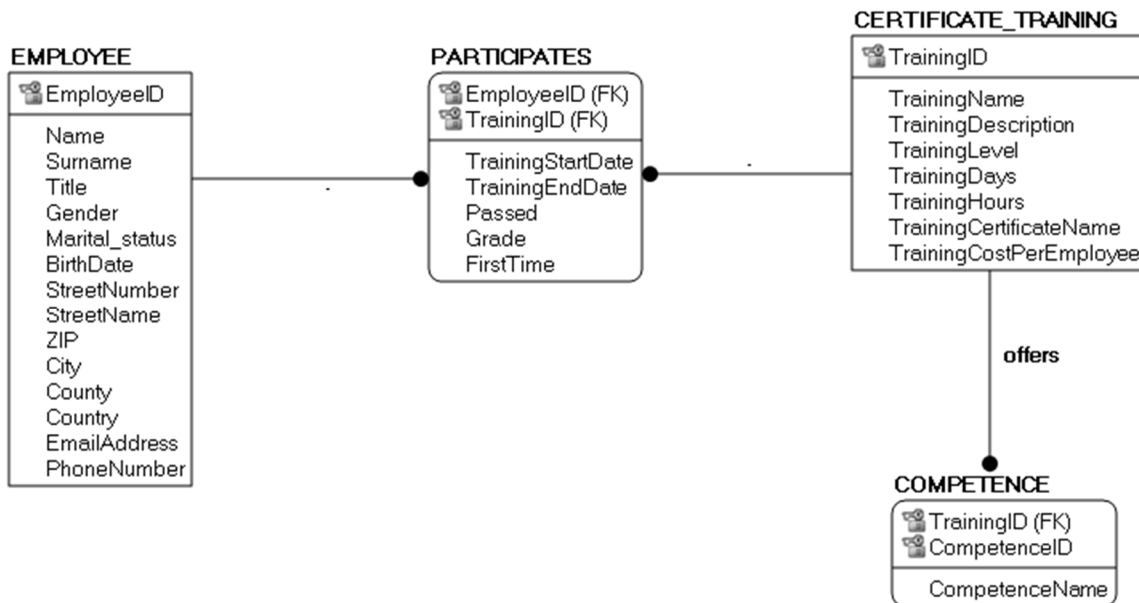 EMPLOYEE
EmployeeID
Name
Surname
Title
Gender
Marital_status
BirthDate
StreetNumber
StreetName
ZIP
City
County
Country
EmailAddress
PhoneNumber
PARTICIPATES
EmployeeID (FK)
TrainingID (FK)
TrainingStartDate
TrainingEndDate
Passed
Grade
FirstTime
CERTIFICATE_TRAINING
TrainingID
TrainingName
TrainingDescription
TrainingLevel
TrainingDays
TrainingHours
TrainingCertificateName
TrainingCostPerEmployee
offers
COMPETENCE
TrainingID (FK)
CompetenceID
CompetenceName